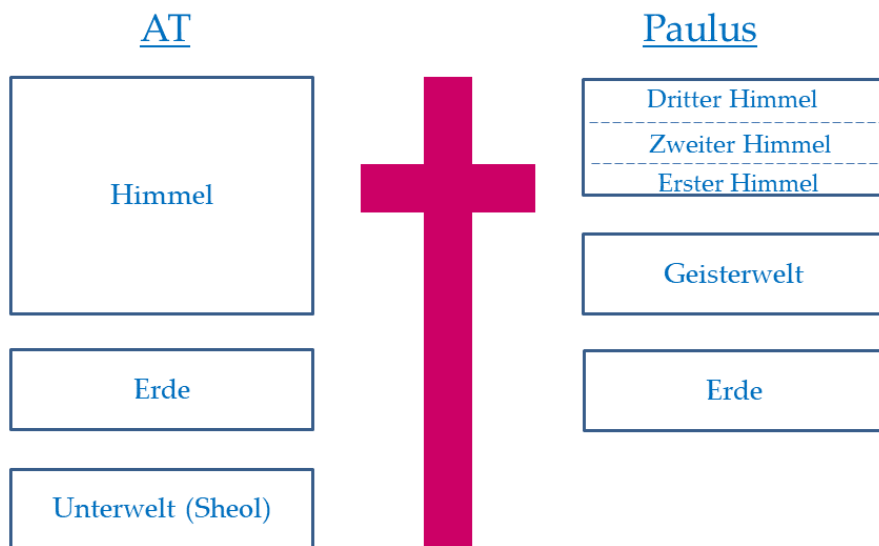 AT
Himmel
Erde
Unterwelt (Sheol)
Paulus
Dritter Himmel
Zweiter Himmel
Erster Himmel
Geisterwelt
Erde